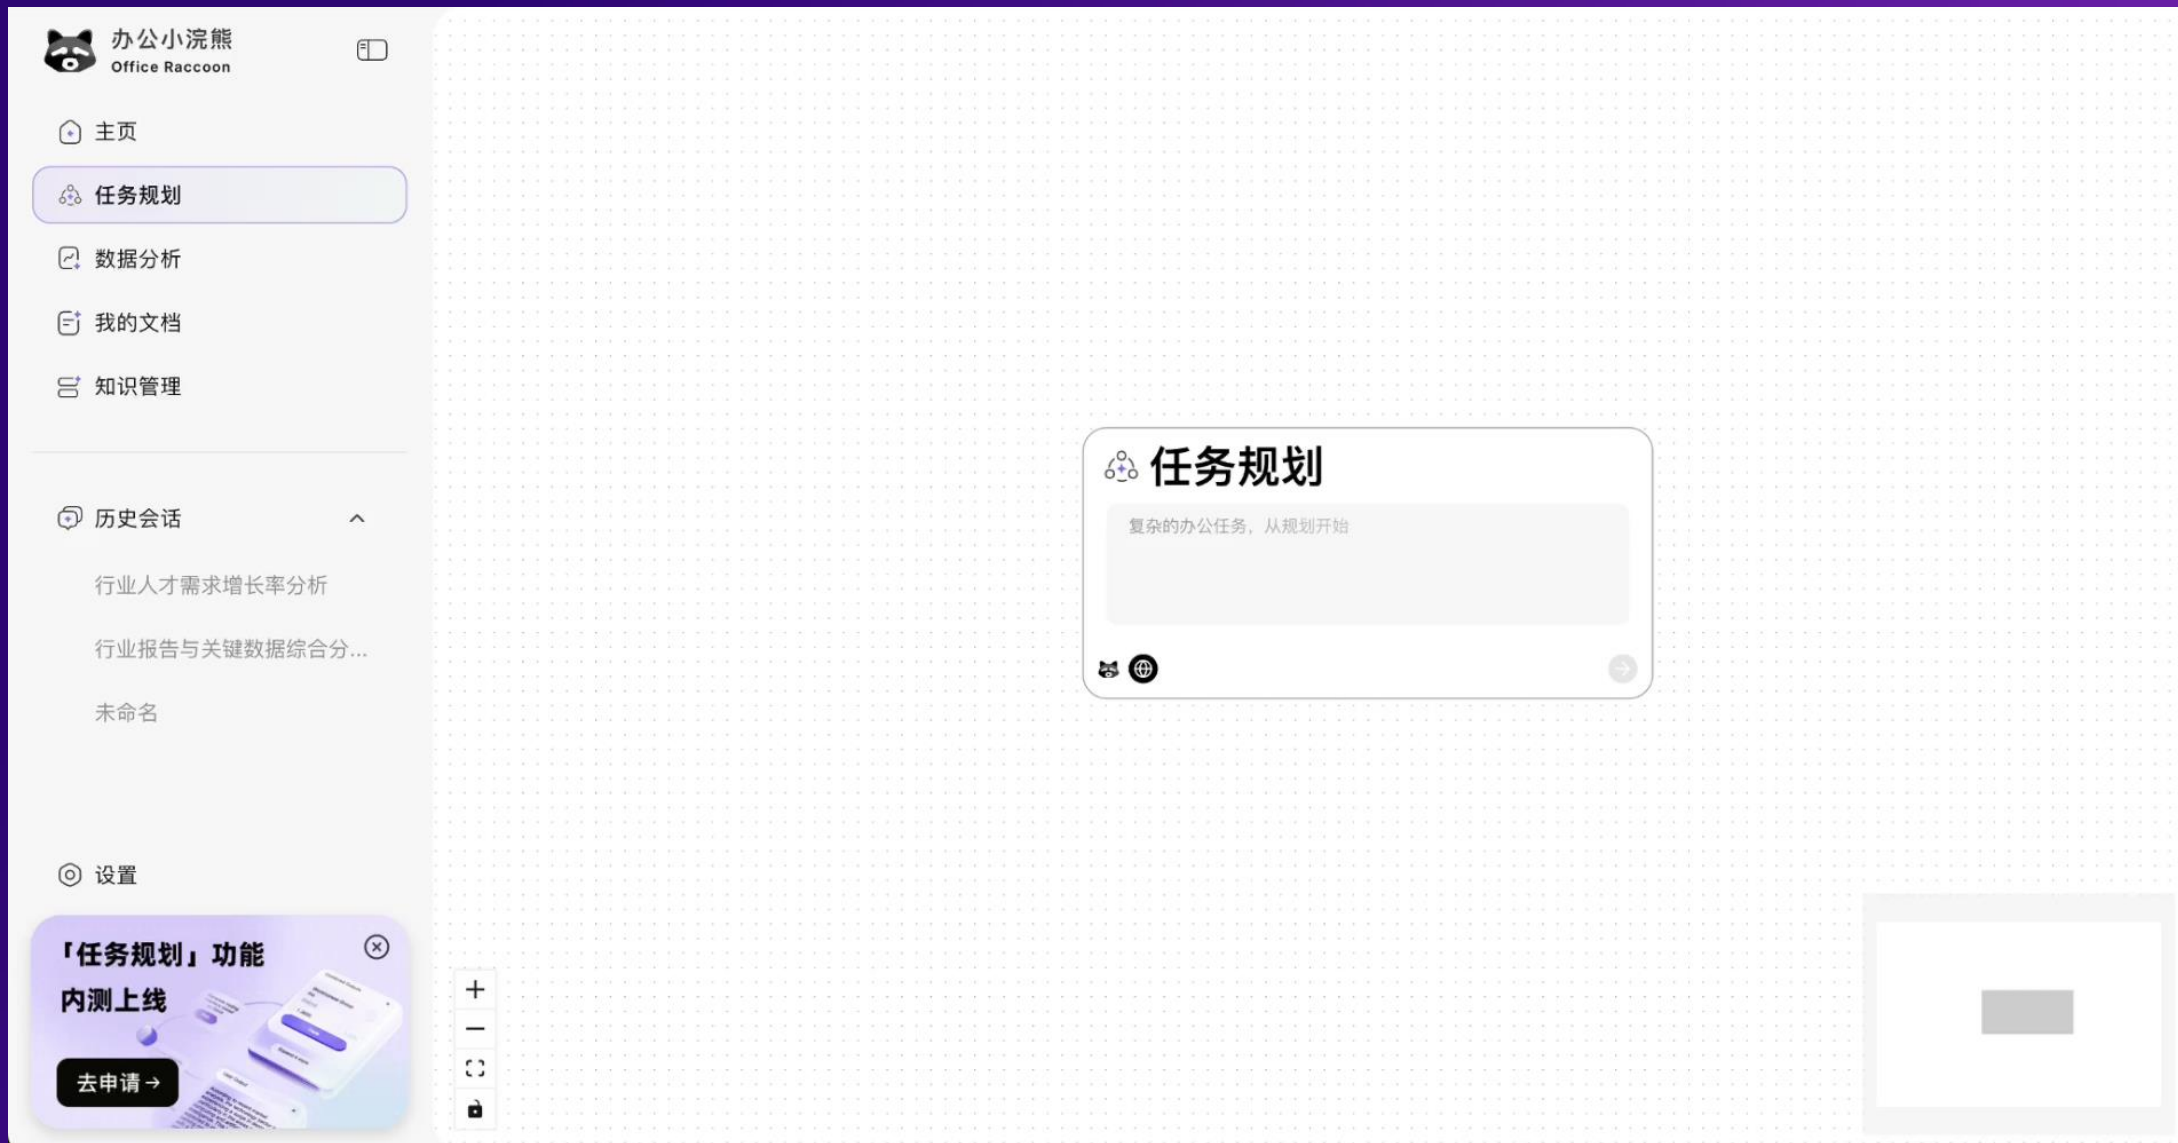 办公小浣熊
Office Raccoon
主页
任务规划
数据分析
我的文档
知识管理
历史会话
行业人才需求增长率分析
行业报告与关键数据综合分...
未命名
设置
「任务规划」功能
内测上线
去申请→
任务规划
复杂的办公任务，从规划开始